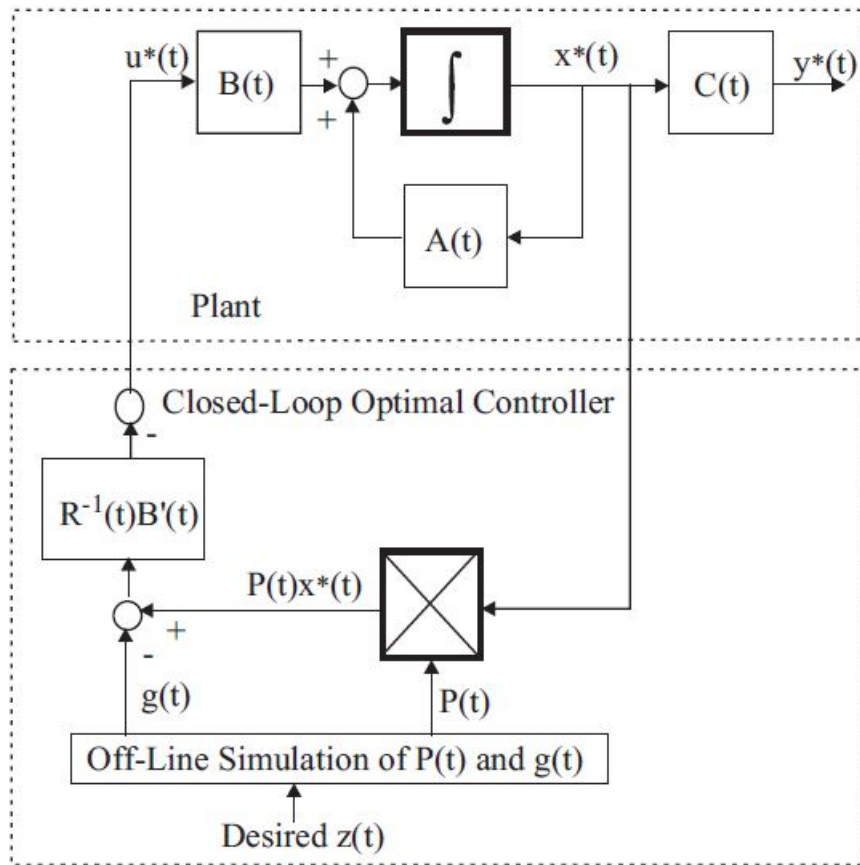 u*(t)
B(t)
+
+
∫
x*(t)
C(t)
y*(t)
A(t)
Plant
Closed-Loop Optimal Controller
-
R⁻¹(t)B'(t)
P(t)x*(t)
+
-
g(t)
P(t)
Off-Line Simulation of P(t) and g(t)
Desired z(t)